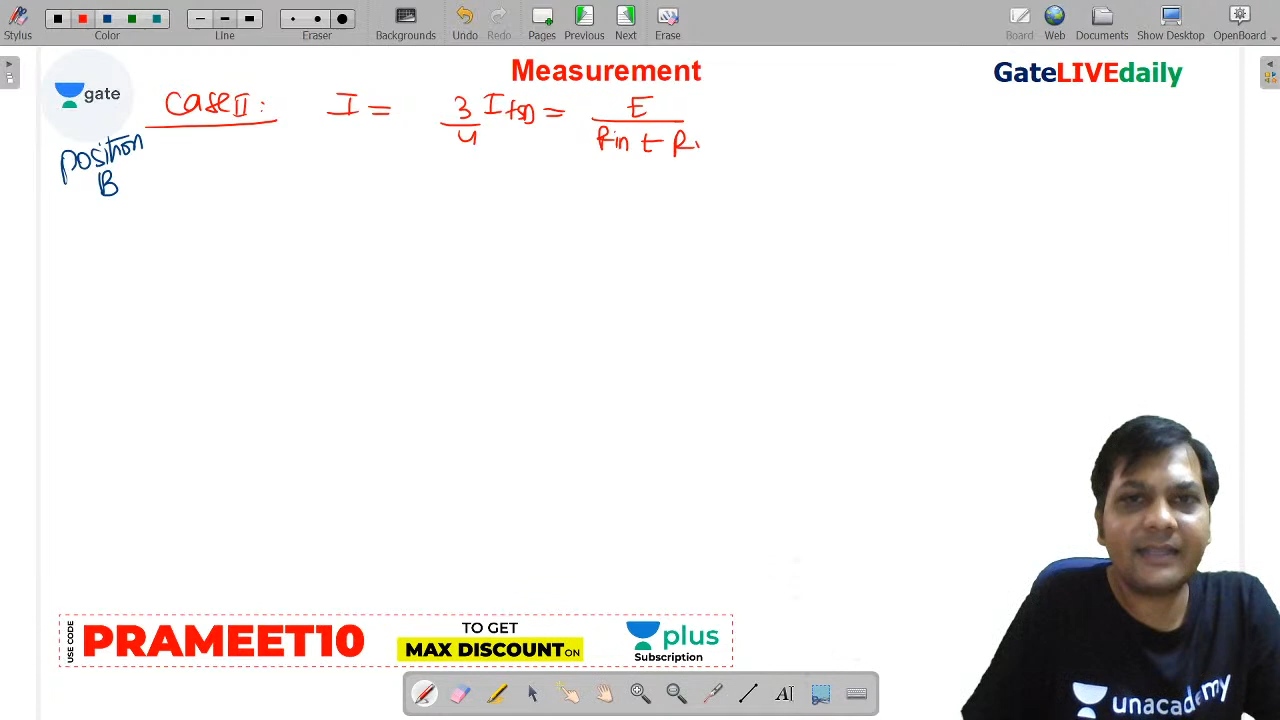 Stylus
Color
Line
Eraser
Backgrounds
Undo
Redo
Pages
Previous
Next
Erase
Board
Web
Documents
Show Desktop
OpenBoard
gate
Measurement
GateLIVEdaily
Case II : I = 3/4 Ifsd = E/(Rin + R
position
B
USE CODE
PRAMEET10
TO GET
MAX DISCOUNT ON
plus
Subscription
unacademy